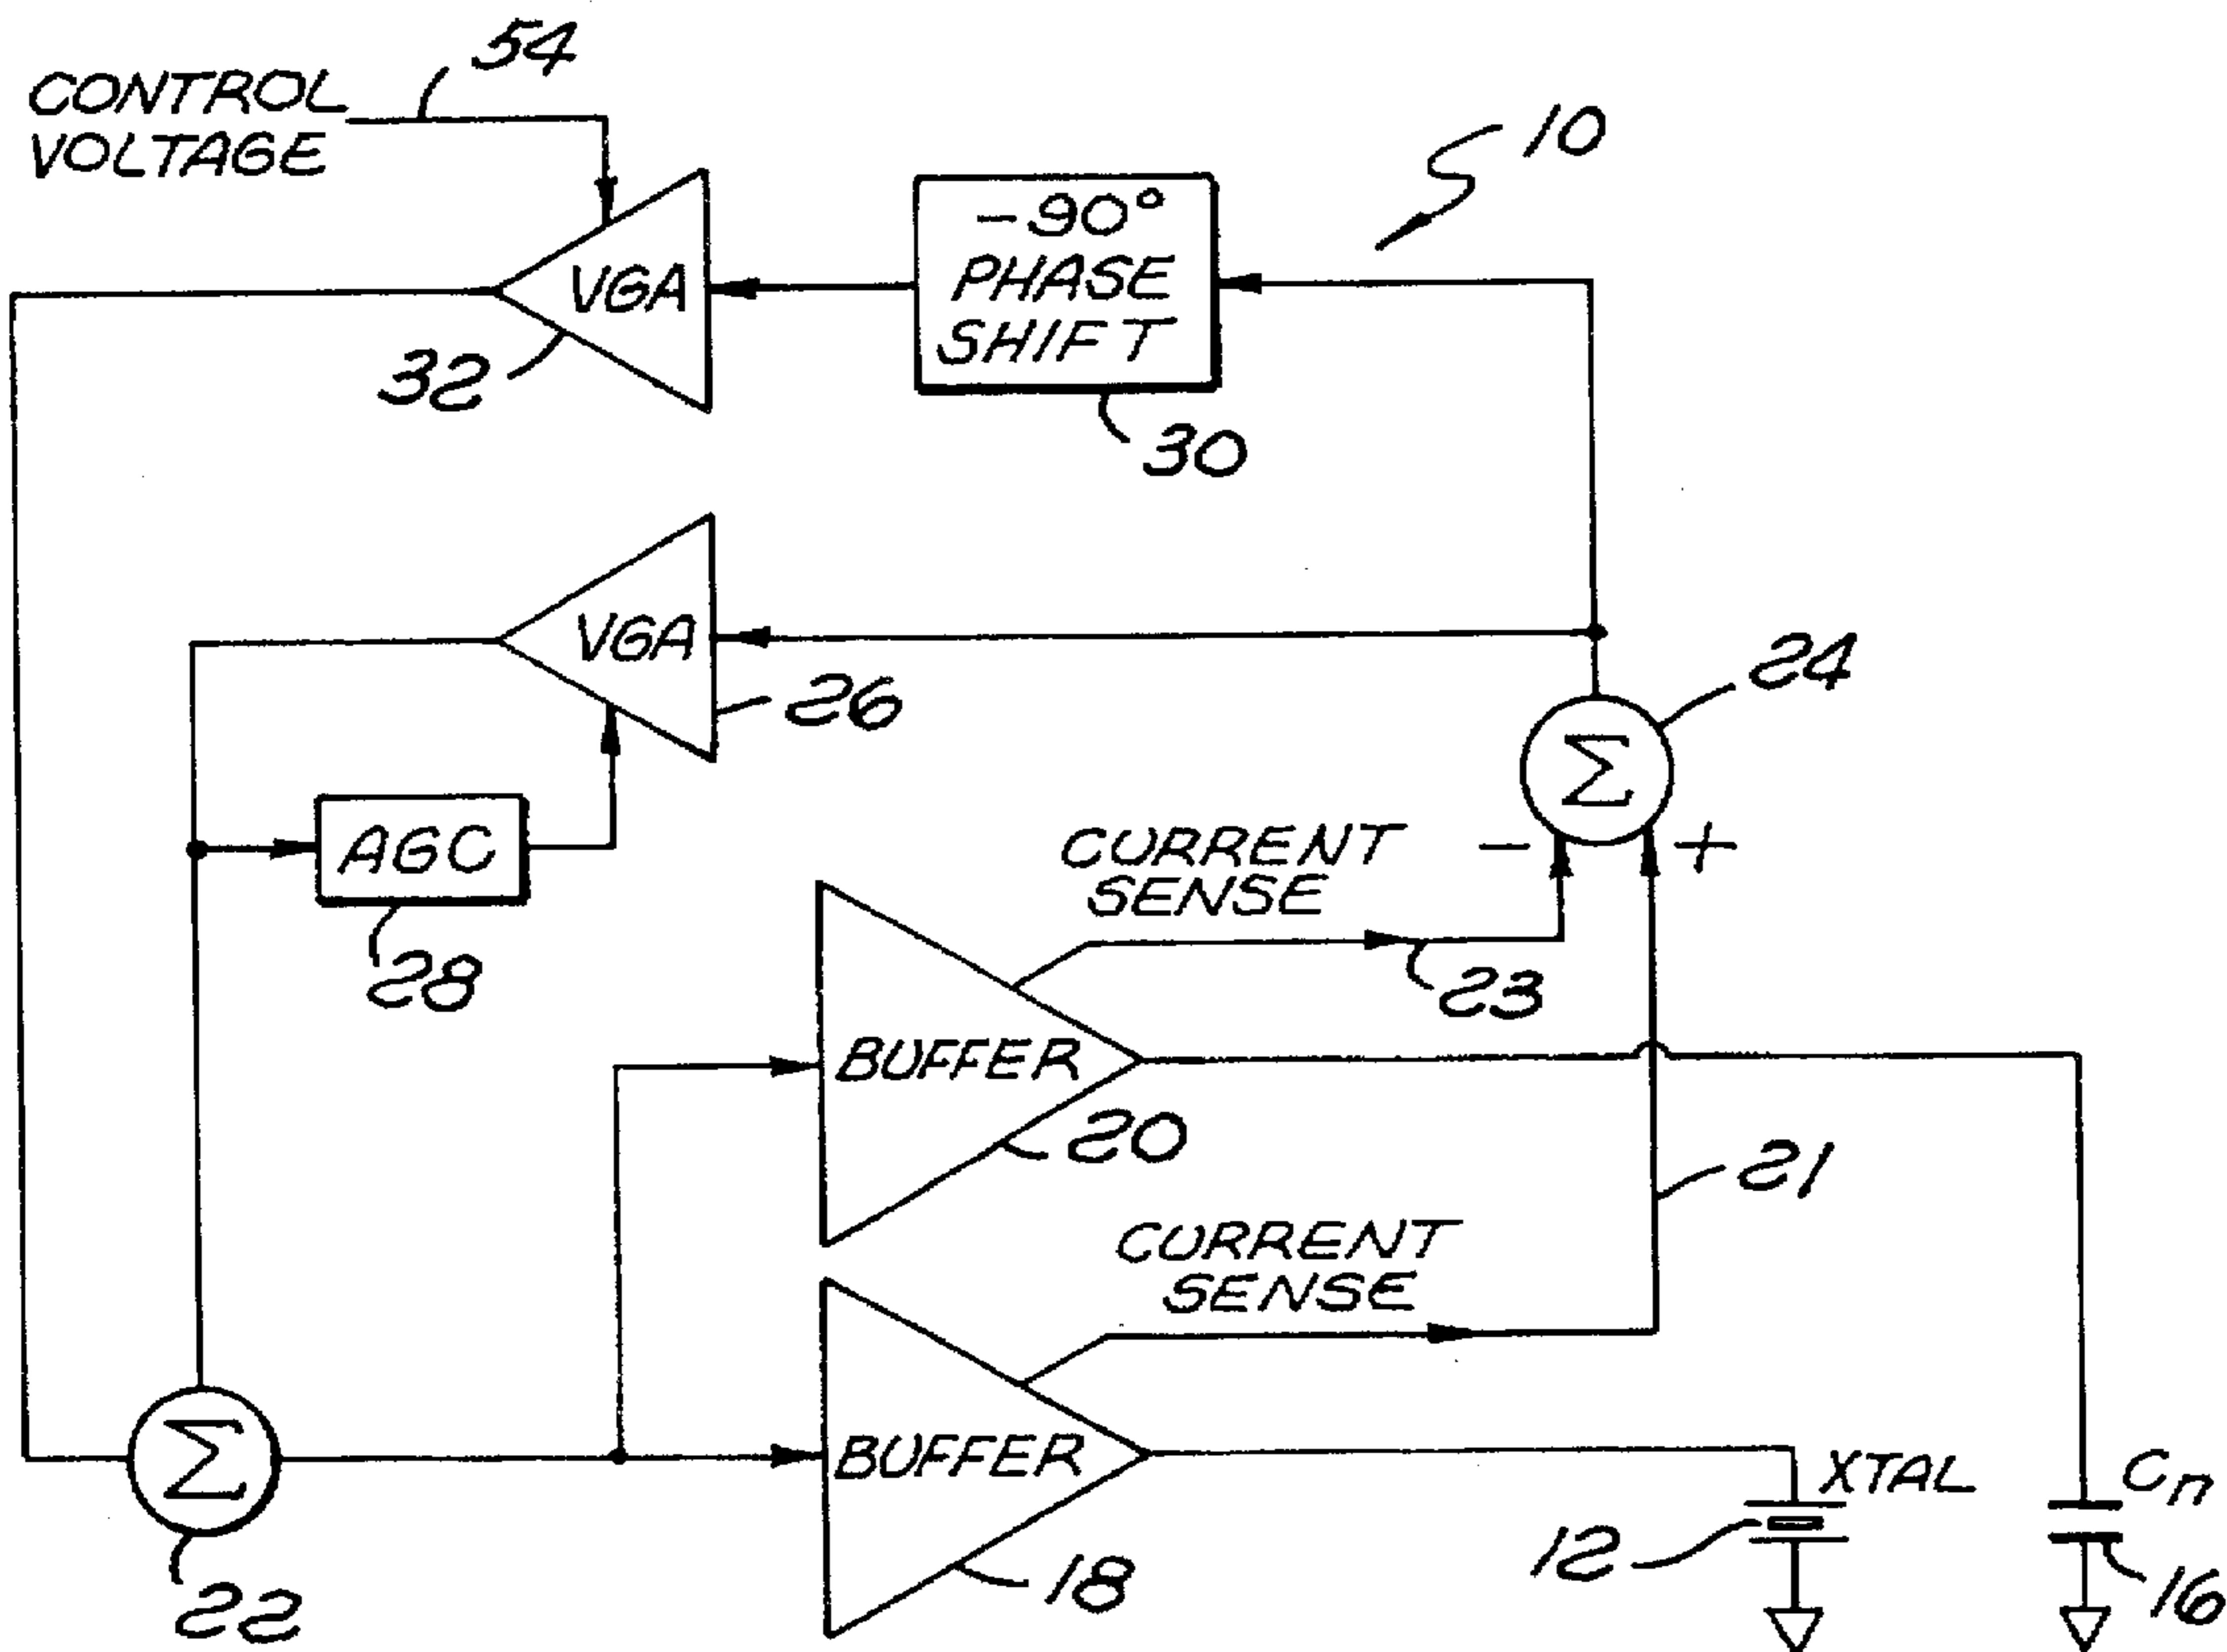 54
CONTROL
VOLTAGE
10
-90°
PHASE
SHIFT
VGA
32
30
VGA
26
24
Σ
- +
AGC
28
CURRENT
SENSE
23
BUFFER
20
21
CURRENT
SENSE
Σ
22
BUFFER
18
XTAL
12
Cn
16